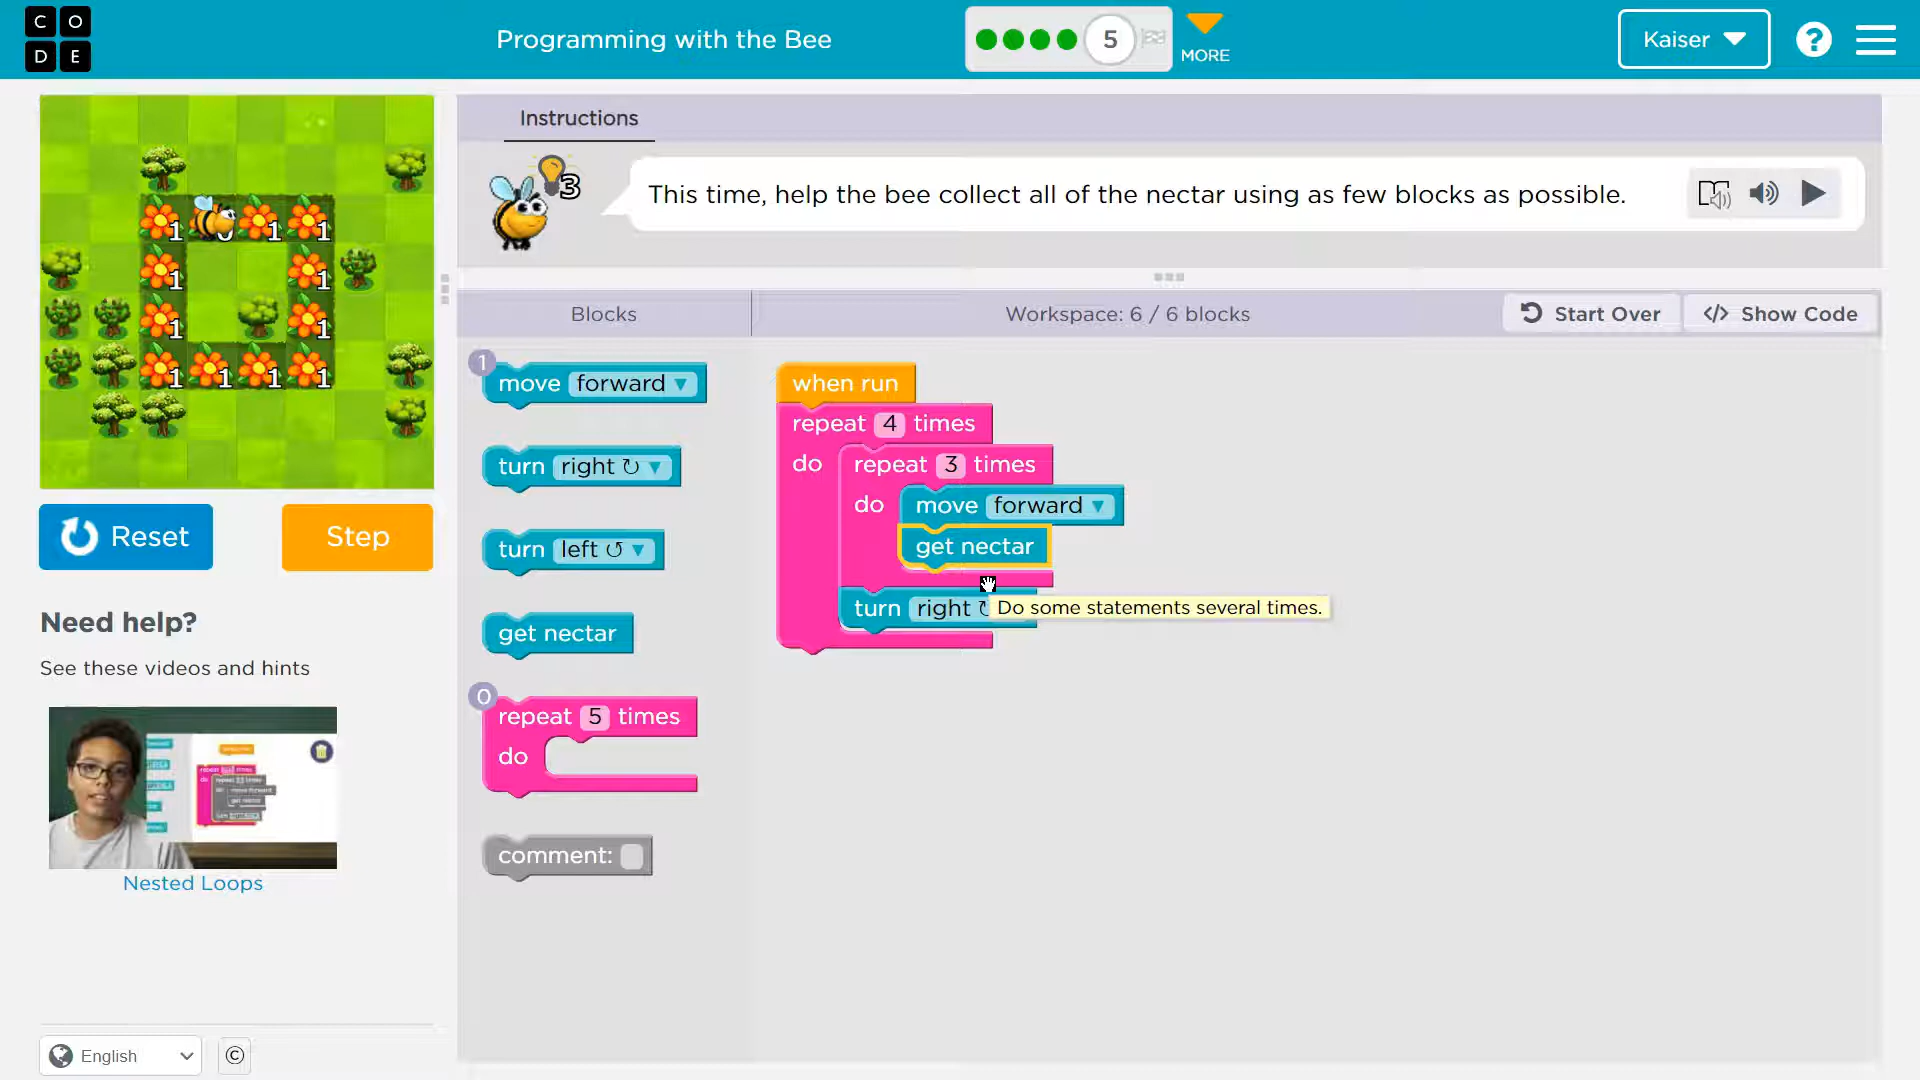 C O
D E
Programming with the Bee
5
MORE
Kaiser
?
Instructions
3
This time, help the bee collect all of the nectar using as few blocks as possible.
1 0 1 1
1 1
1 1
1 1 1 1
Blocks
Workspace: 6 / 6 blocks
Start Over
</> Show Code
1
move forward
turn right
turn left
get nectar
0
repeat 5 times
do
comment:
when run
repeat 4 times
do
repeat 3 times
do
move forward
get nectar
turn right
Do some statements several times.
Reset
Step
Need help?
See these videos and hints
Nested Loops
English
©